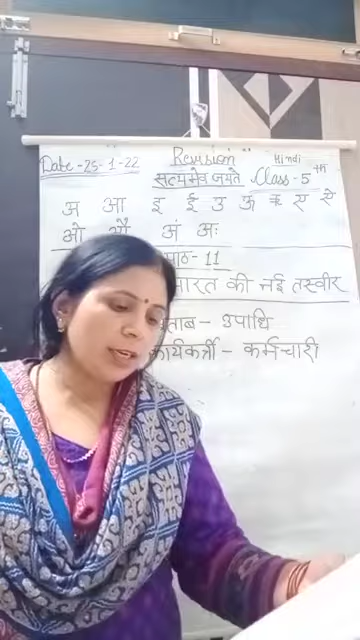 Revision
Date - 25-1-22 सत्यमेव जयते Hindi Class - 5th
अ आ इ ई उ ऊ ऋ ए ऐ
ओ औ अं अः
पाठ - 11
भारत की नई तस्वीर
उपाधि
कार्यकर्त्री - कर्मचारी